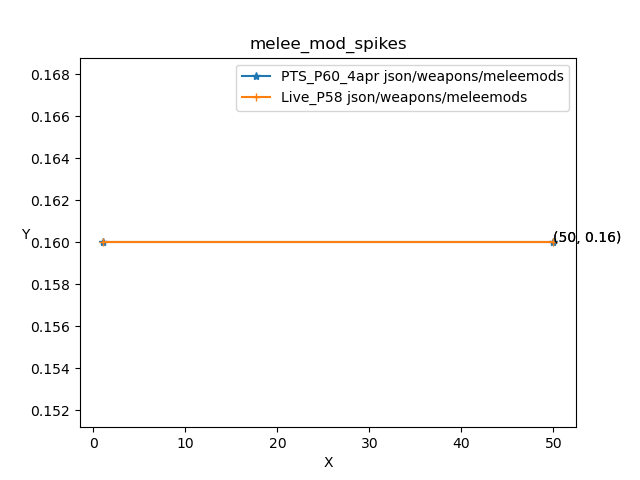 melee_mod_spikes
PTS_P60_4apr json/weapons/meleemods
Live_P58 json/weapons/meleemods
0.168
0.166
0.164
0.162
0.160
0.158
0.156
0.154
0.152
Y
(50, 0.16)
0 10 20 30 40 50
X